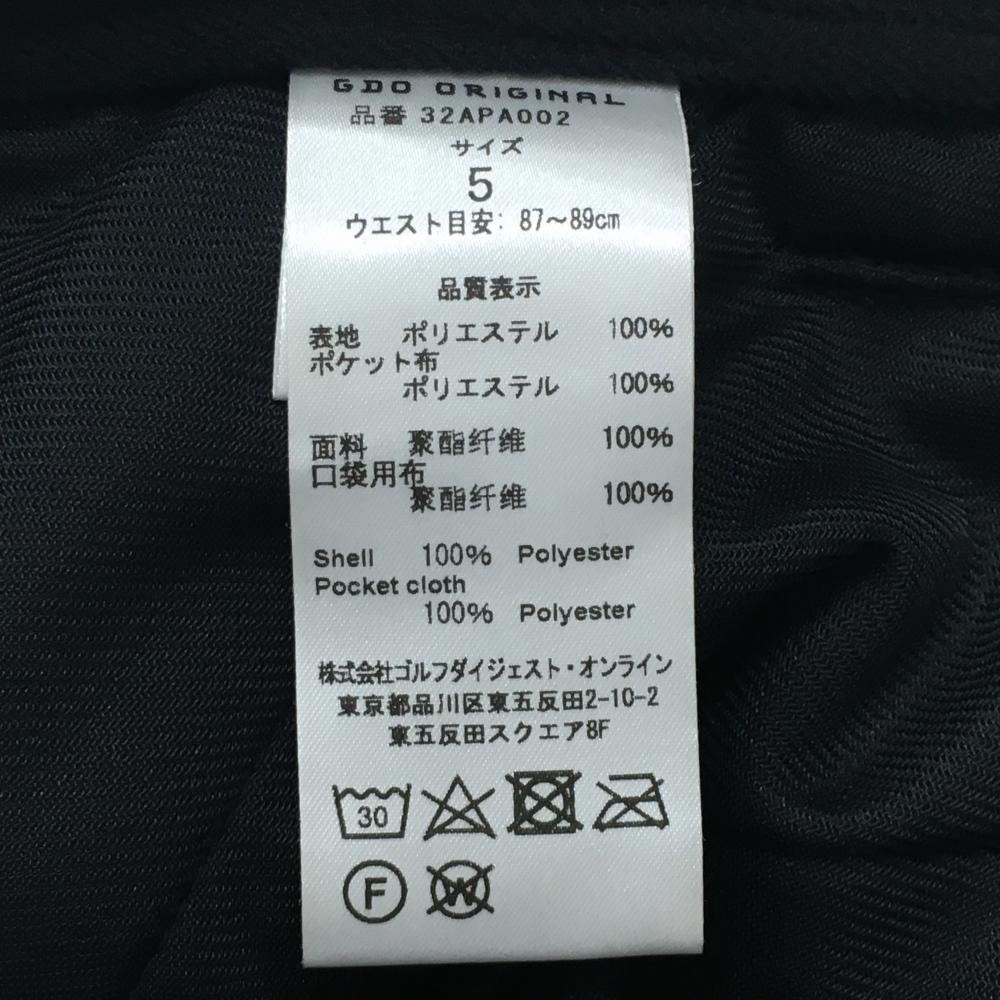 GDO ORIGINAL
品番 32APA002
サイズ
5
ウエスト目安: 87～89cm
品質表示
表地 ポリエステル 100%
ポケット布
ポリエステル 100%
面料 聚酯纤维 100%
口袋用布
聚酯纤维 100%
Shell 100% Polyester
Pocket cloth
100% Polyester
株式会社ゴルフダイジェスト・オンライン
東京都品川区東五反田2-10-2
東五反田スクエア8F
30
F W